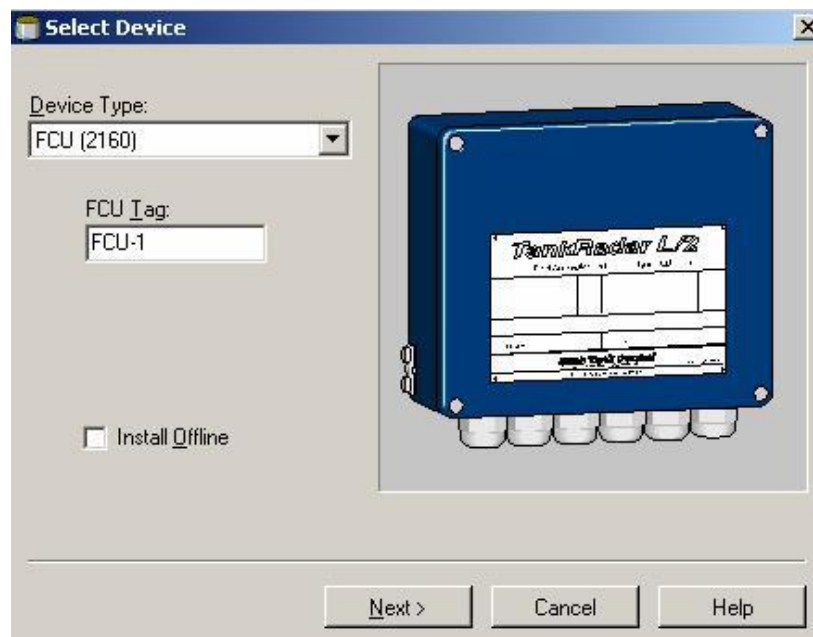 Select Device
Device Type:
FCU (2160)
FCU Tag:
FCU-1
Install Offline
TankRadar L/2
Next >
Cancel
Help